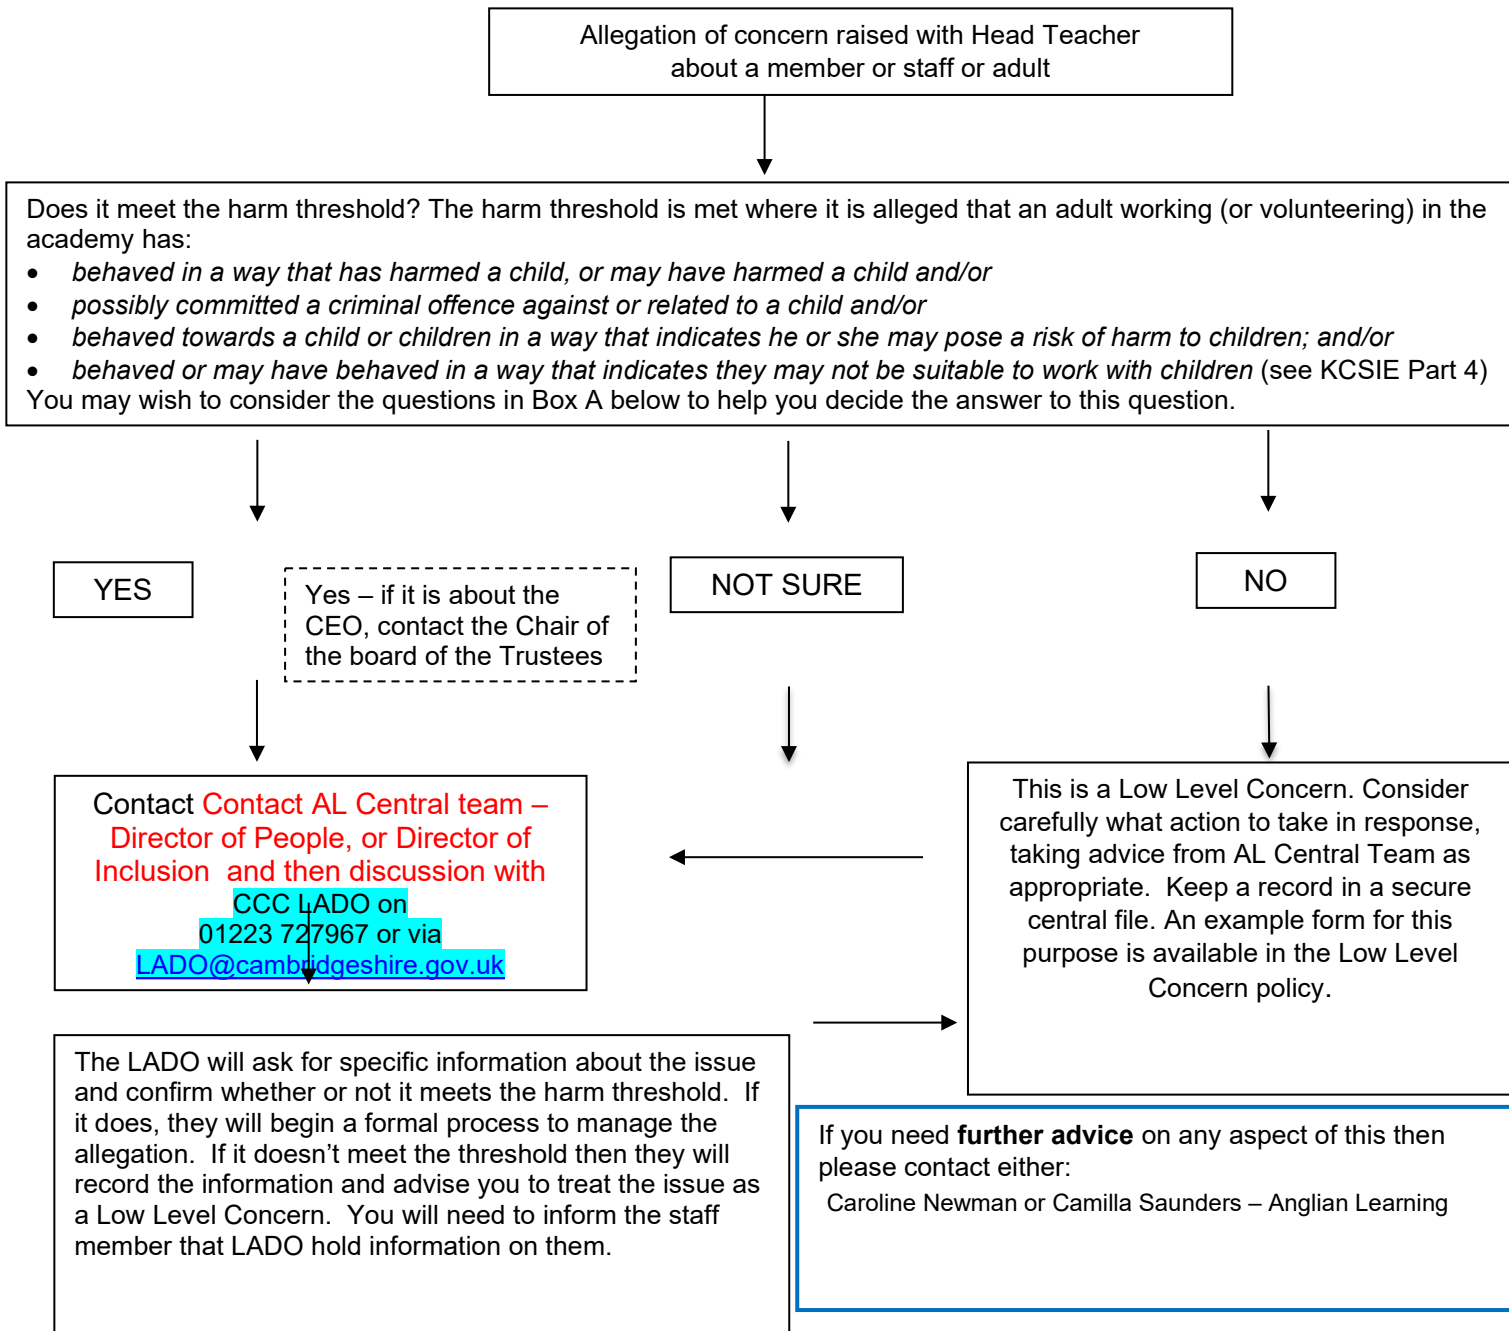 Allegation of concern raised with Head Teacher
about a member or staff or adult
Does it meet the harm threshold? The harm threshold is met where it is alleged that an adult working (or volunteering) in the
academy has:
• behaved in a way that has harmed a child, or may have harmed a child and/or
• possibly committed a criminal offence against or related to a child and/or
• behaved towards a child or children in a way that indicates he or she may pose a risk of harm to children; and/or
• behaved or may have behaved in a way that indicates they may not be suitable to work with children (see KCSIE Part 4)
You may wish to consider the questions in Box A below to help you decide the answer to this question.
YES
Yes – if it is about the
CEO, contact the Chair of
the board of the Trustees
NOT SURE
NO
Contact Contact AL Central team –
Director of People, or Director of
Inclusion and then discussion with
CCC LADO on
01223 727967 or via
LADO@cambridgeshire.gov.uk
This is a Low Level Concern. Consider
carefully what action to take in response,
taking advice from AL Central Team as
appropriate. Keep a record in a secure
central file. An example form for this
purpose is available in the Low Level
Concern policy.
The LADO will ask for specific information about the issue
and confirm whether or not it meets the harm threshold. If
it does, they will begin a formal process to manage the
allegation. If it doesn’t meet the threshold then they will
record the information and advise you to treat the issue as
a Low Level Concern. You will need to inform the staff
member that LADO hold information on them.
If you need further advice on any aspect of this then
please contact either:
Caroline Newman or Camilla Saunders – Anglian Learning